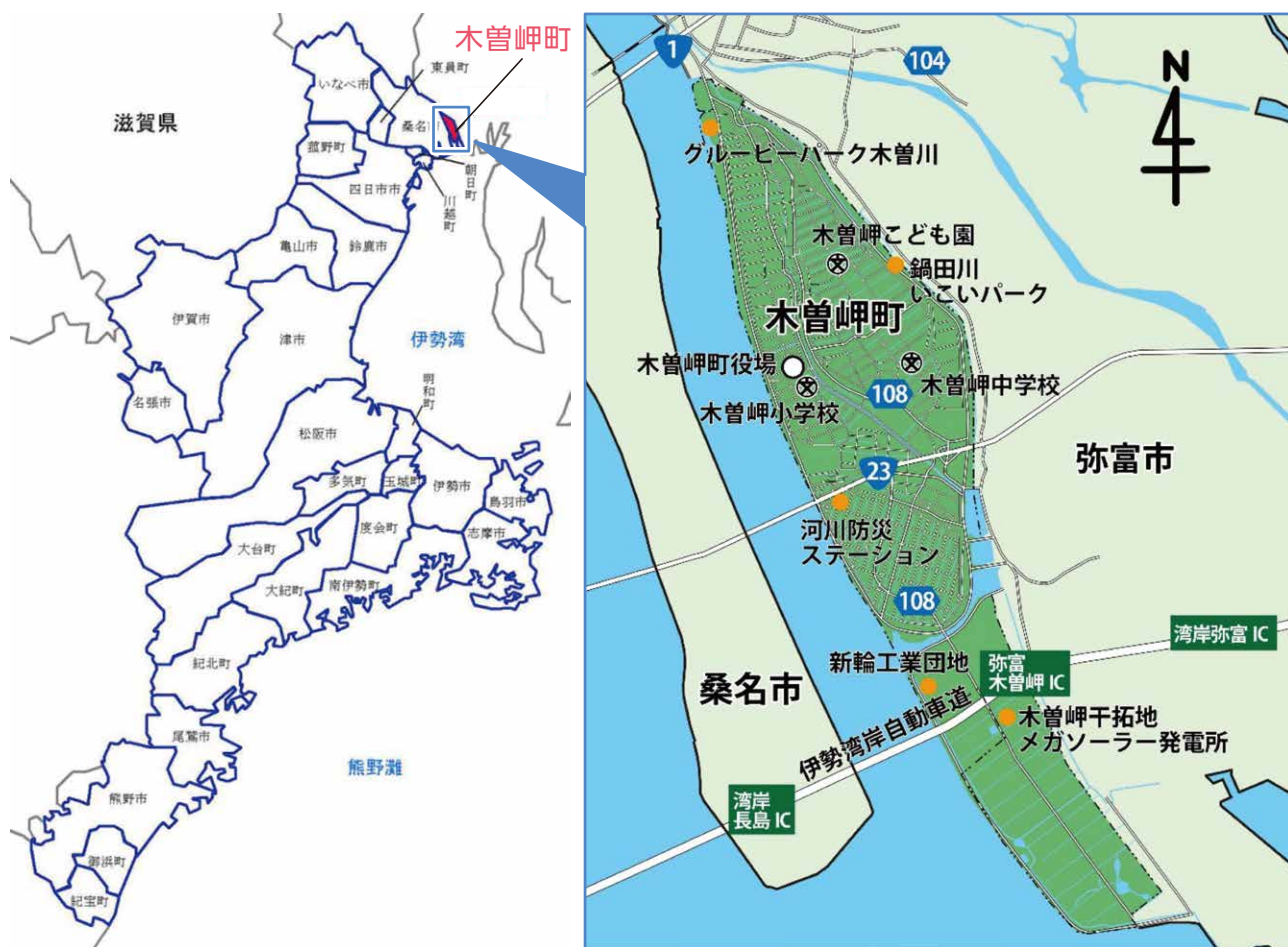 木曽岬町
東員町
いなべ市
滋賀県
桑名市
菰野町
朝日町
四日市市
川越町
亀山市
鈴鹿市
伊賀市
津市
伊勢湾
明和町
名張市
松阪市
多気町
玉城町
伊勢市
鳥羽市
度会町
志摩市
大台町
大紀町
南伊勢町
紀北町
尾鷲市
熊野灘
熊野市
御浜町
紀宝町
1
104
N
グルービーパーク木曽川
木曽岬こども園
鍋田川
いこいパーク
木曽岬町
木曽岬町役場
木曽岬中学校
108
木曽岬小学校
弥富市
23
河川防災
ステーション
108
湾岸弥富 IC
新輪工業団地
弥富
木曽岬 IC
桑名市
伊勢湾岸自動車道
木曽岬干拓地
メガソーラー発電所
湾岸
長島 IC